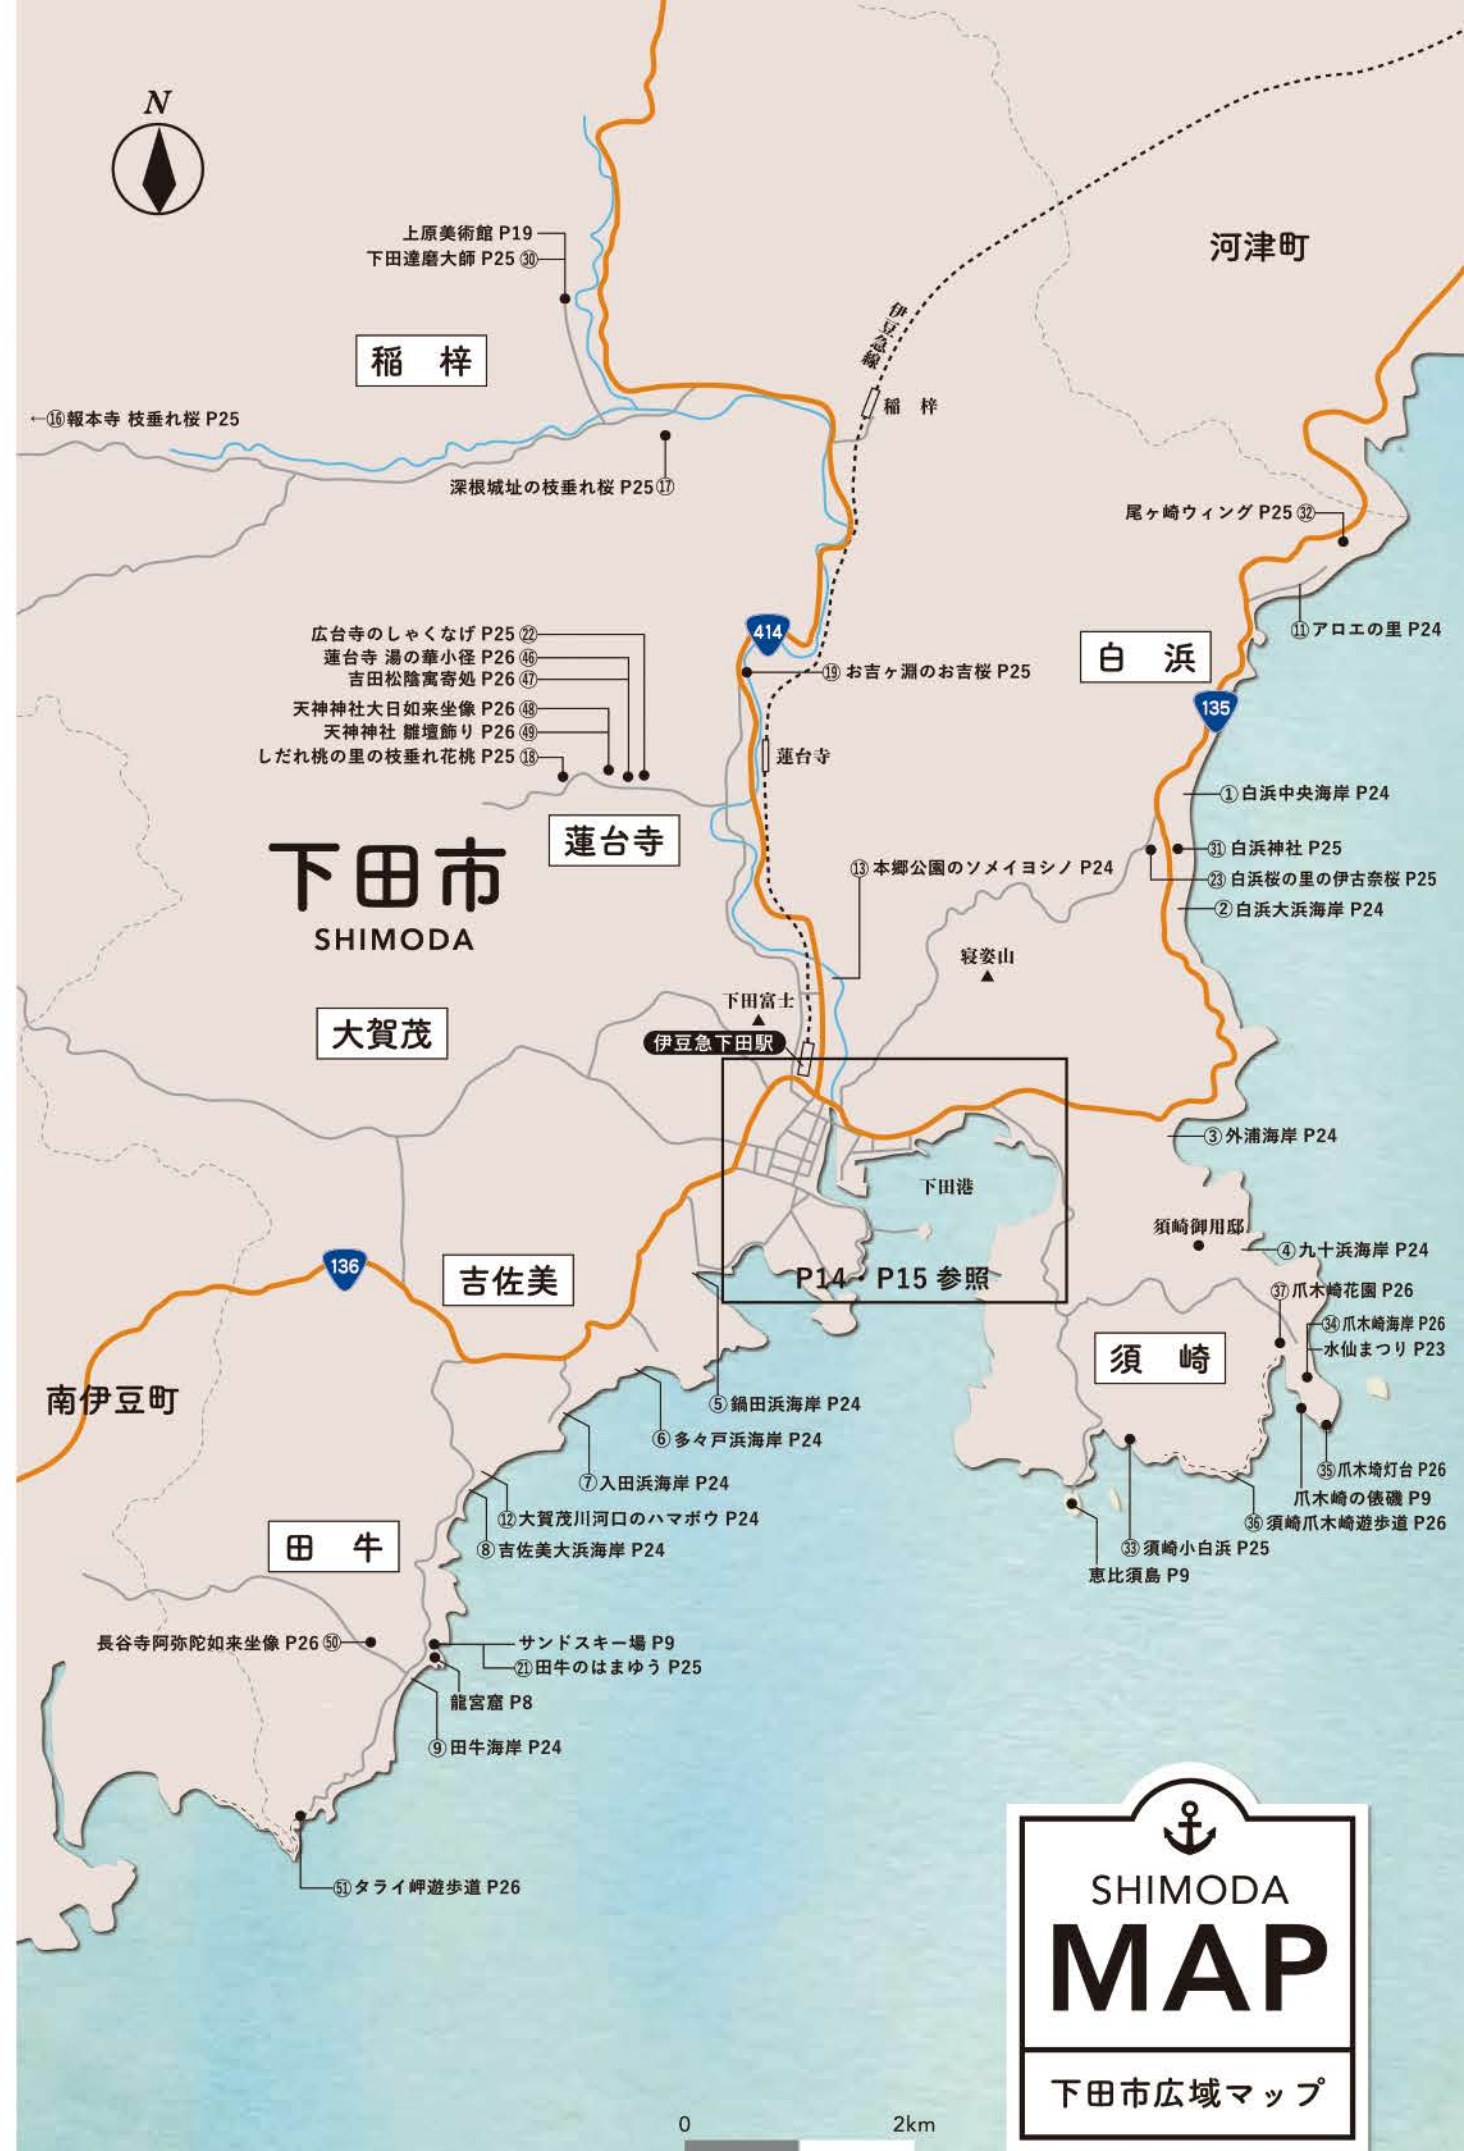 N
上原美術館 P19
下田達磨大師 P25 ㉚
河津町
伊豆急線
稲 梓
稲 梓
←⑯報本寺 枝垂れ桜 P25
深根城址の枝垂れ桜 P25⑰
尾ヶ崎ウィング P25 ㉜
⑪アロエの里 P24
414
広台寺のしゃくなげ P25 ㉒
蓮台寺 湯の華小径 P26 ㊻
吉田松陰寓寄処 P26 ㊼
天神神社大日如来坐像 P26 ㊽
天神神社 雛壇飾り P26 ㊾
しだれ桃の里の枝垂れ花桃 P25 ⑱
⑲ お吉ヶ淵のお吉桜 P25
白 浜
135
蓮台寺
①白浜中央海岸 P24
蓮台寺
下田市
SHIMODA
⑬ 本郷公園のソメイヨシノ P24
㉛ 白浜神社 P25
㉓ 白浜桜の里の伊古奈桜 P25
②白浜大浜海岸 P24
寝姿山
下田富士
大賀茂
伊豆急下田駅
③外浦海岸 P24
下田港
須崎御用邸
④九十浜海岸 P24
136
吉佐美
P14・P15 参照
㊲爪木崎花園 P26
㉞爪木崎海岸 P26
水仙まつり P23
須 崎
南伊豆町
⑤鍋田浜海岸 P24
⑥多々戸浜海岸 P24
⑦入田浜海岸 P24
⑫大賀茂川河口のハマボウ P24
⑧吉佐美大浜海岸 P24
㉟爪木埼灯台 P26
爪木崎の俵磯 P9
㊱須崎爪木崎遊歩道 P26
㉝須崎小白浜 P25
恵比須島 P9
田 牛
長谷寺阿弥陀如来坐像 P26 ㊿
サンドスキー場 P9
㉑田牛のはまゆう P25
龍宮窟 P8
⑨田牛海岸 P24
51タライ岬遊歩道 P26
SHIMODA
MAP
下田市広域マップ
0 2km